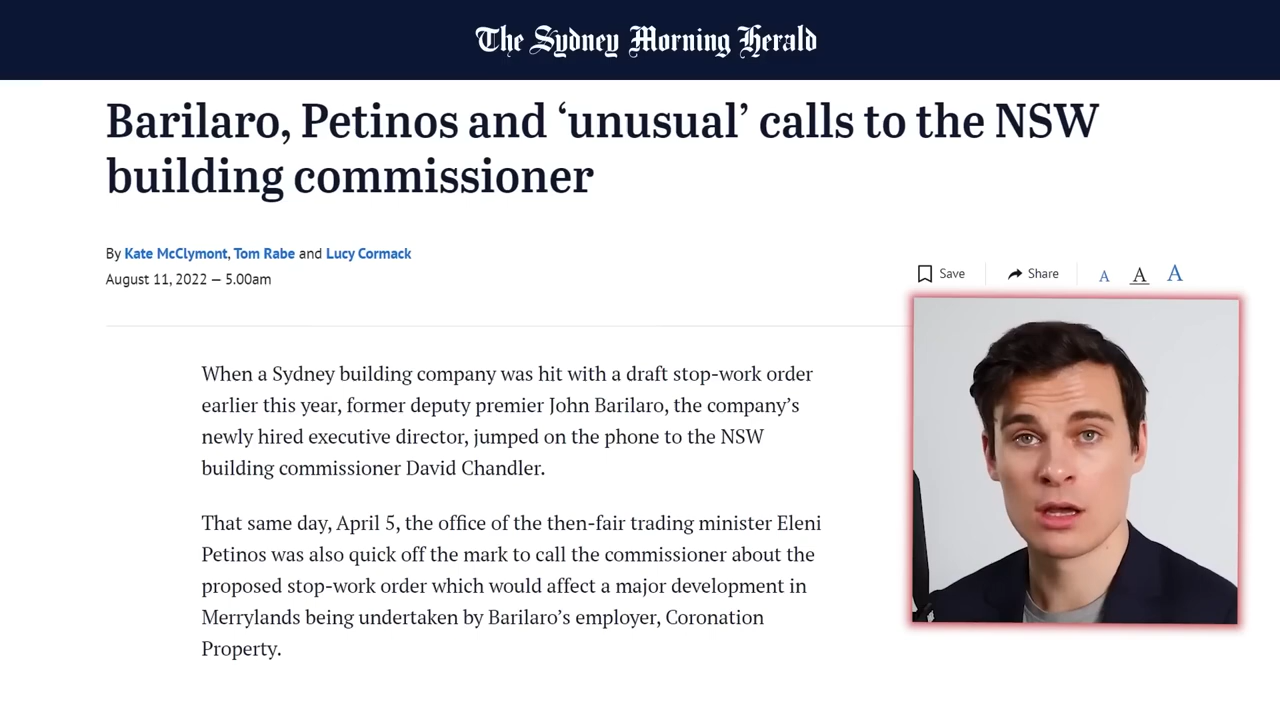 The Sydney Morning Herald
Barilaro, Petinos and ‘unusual’ calls to the NSW
building commissioner
By Kate McClymont, Tom Rabe and Lucy Cormack
August 11, 2022 — 5.00am
Save
Share
A
A
A
When a Sydney building company was hit with a draft stop-work order
earlier this year, former deputy premier John Barilaro, the company’s
newly hired executive director, jumped on the phone to the NSW
building commissioner David Chandler.
That same day, April 5, the office of the then-fair trading minister Eleni
Petinos was also quick off the mark to call the commissioner about the
proposed stop-work order which would affect a major development in
Merrylands being undertaken by Barilaro’s employer, Coronation
Property.